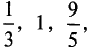 1/3, 1, 9/5,